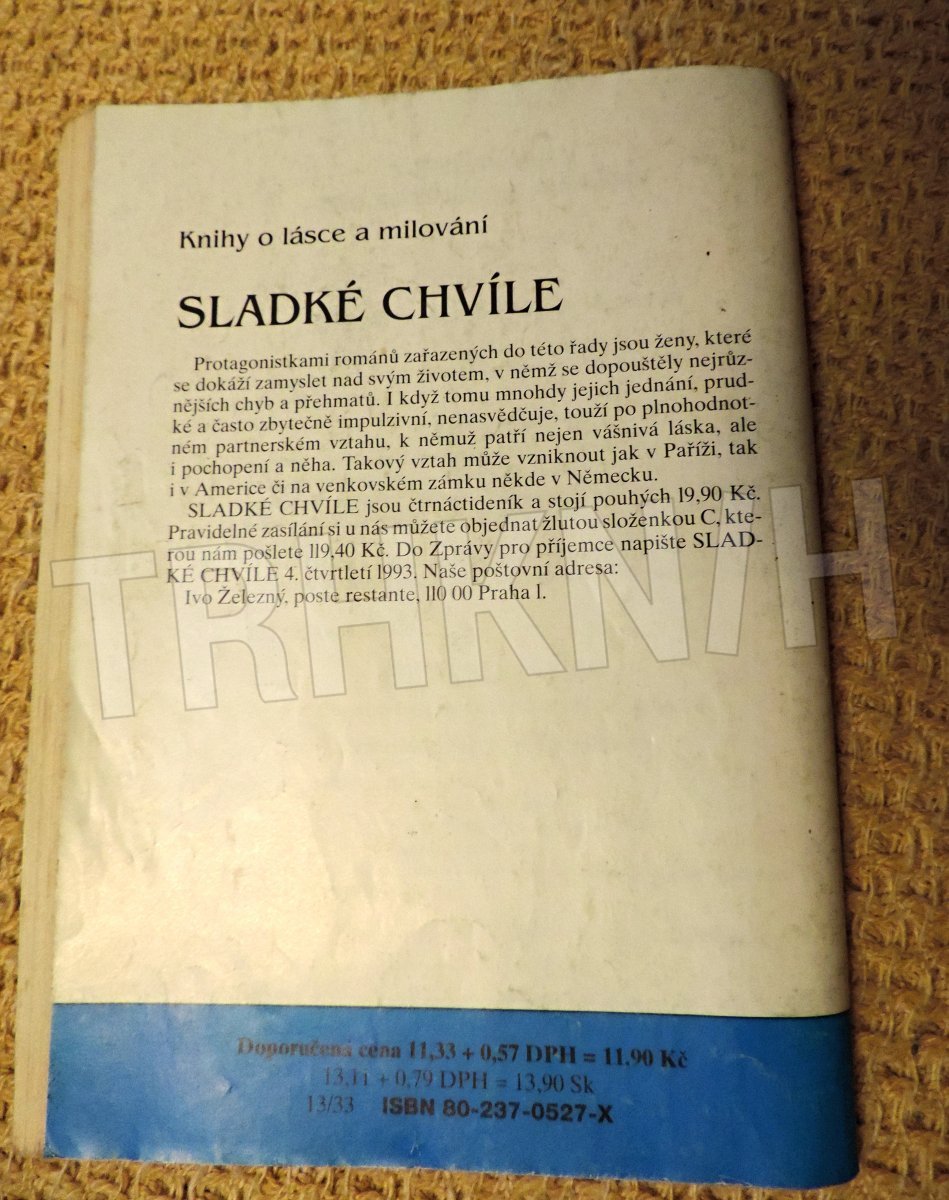 Knihy o lásce a milování
SLADKÉ CHVÍLE
Protagonistkami románů zařazených do této řady jsou ženy, které
se dokáží zamyslet nad svým životem, v němž se dopouštěly nejrůz-
nějších chyb a přehmatů. I když tomu mnohdy jejich jednání, prud-
ké a často zbytečně impulzivní, nenasvědčuje, touží po plnohodnot-
ném partnerském vztahu, k němuž patří nejen vášnivá láska, ale
i pochopení a něha. Takový vztah může vzniknout jak v Paříži, tak
i v Americe či na venkovském zámku někde v Německu.
SLADKÉ CHVÍLE jsou čtrnáctideník a stojí pouhých 19,90 Kč.
Pravidelné zasílání si u nás můžete objednat žlutou složenkou C, kte-
rou nám pošlete 119,40 Kč. Do Zprávy pro příjemce napište SLAD-
KÉ CHVÍLE 4. čtvrtletí 1993. Naše poštovní adresa:
Ivo Železný, poste restante, 110 00 Praha 1.
TRHKNIH
Doporučená cena 11,33 + 0,57 DPH = 11.90 Kč
13,11 + 0,79 DPH = 13,90 Sk
13/33 ISBN 80-237-0527-X